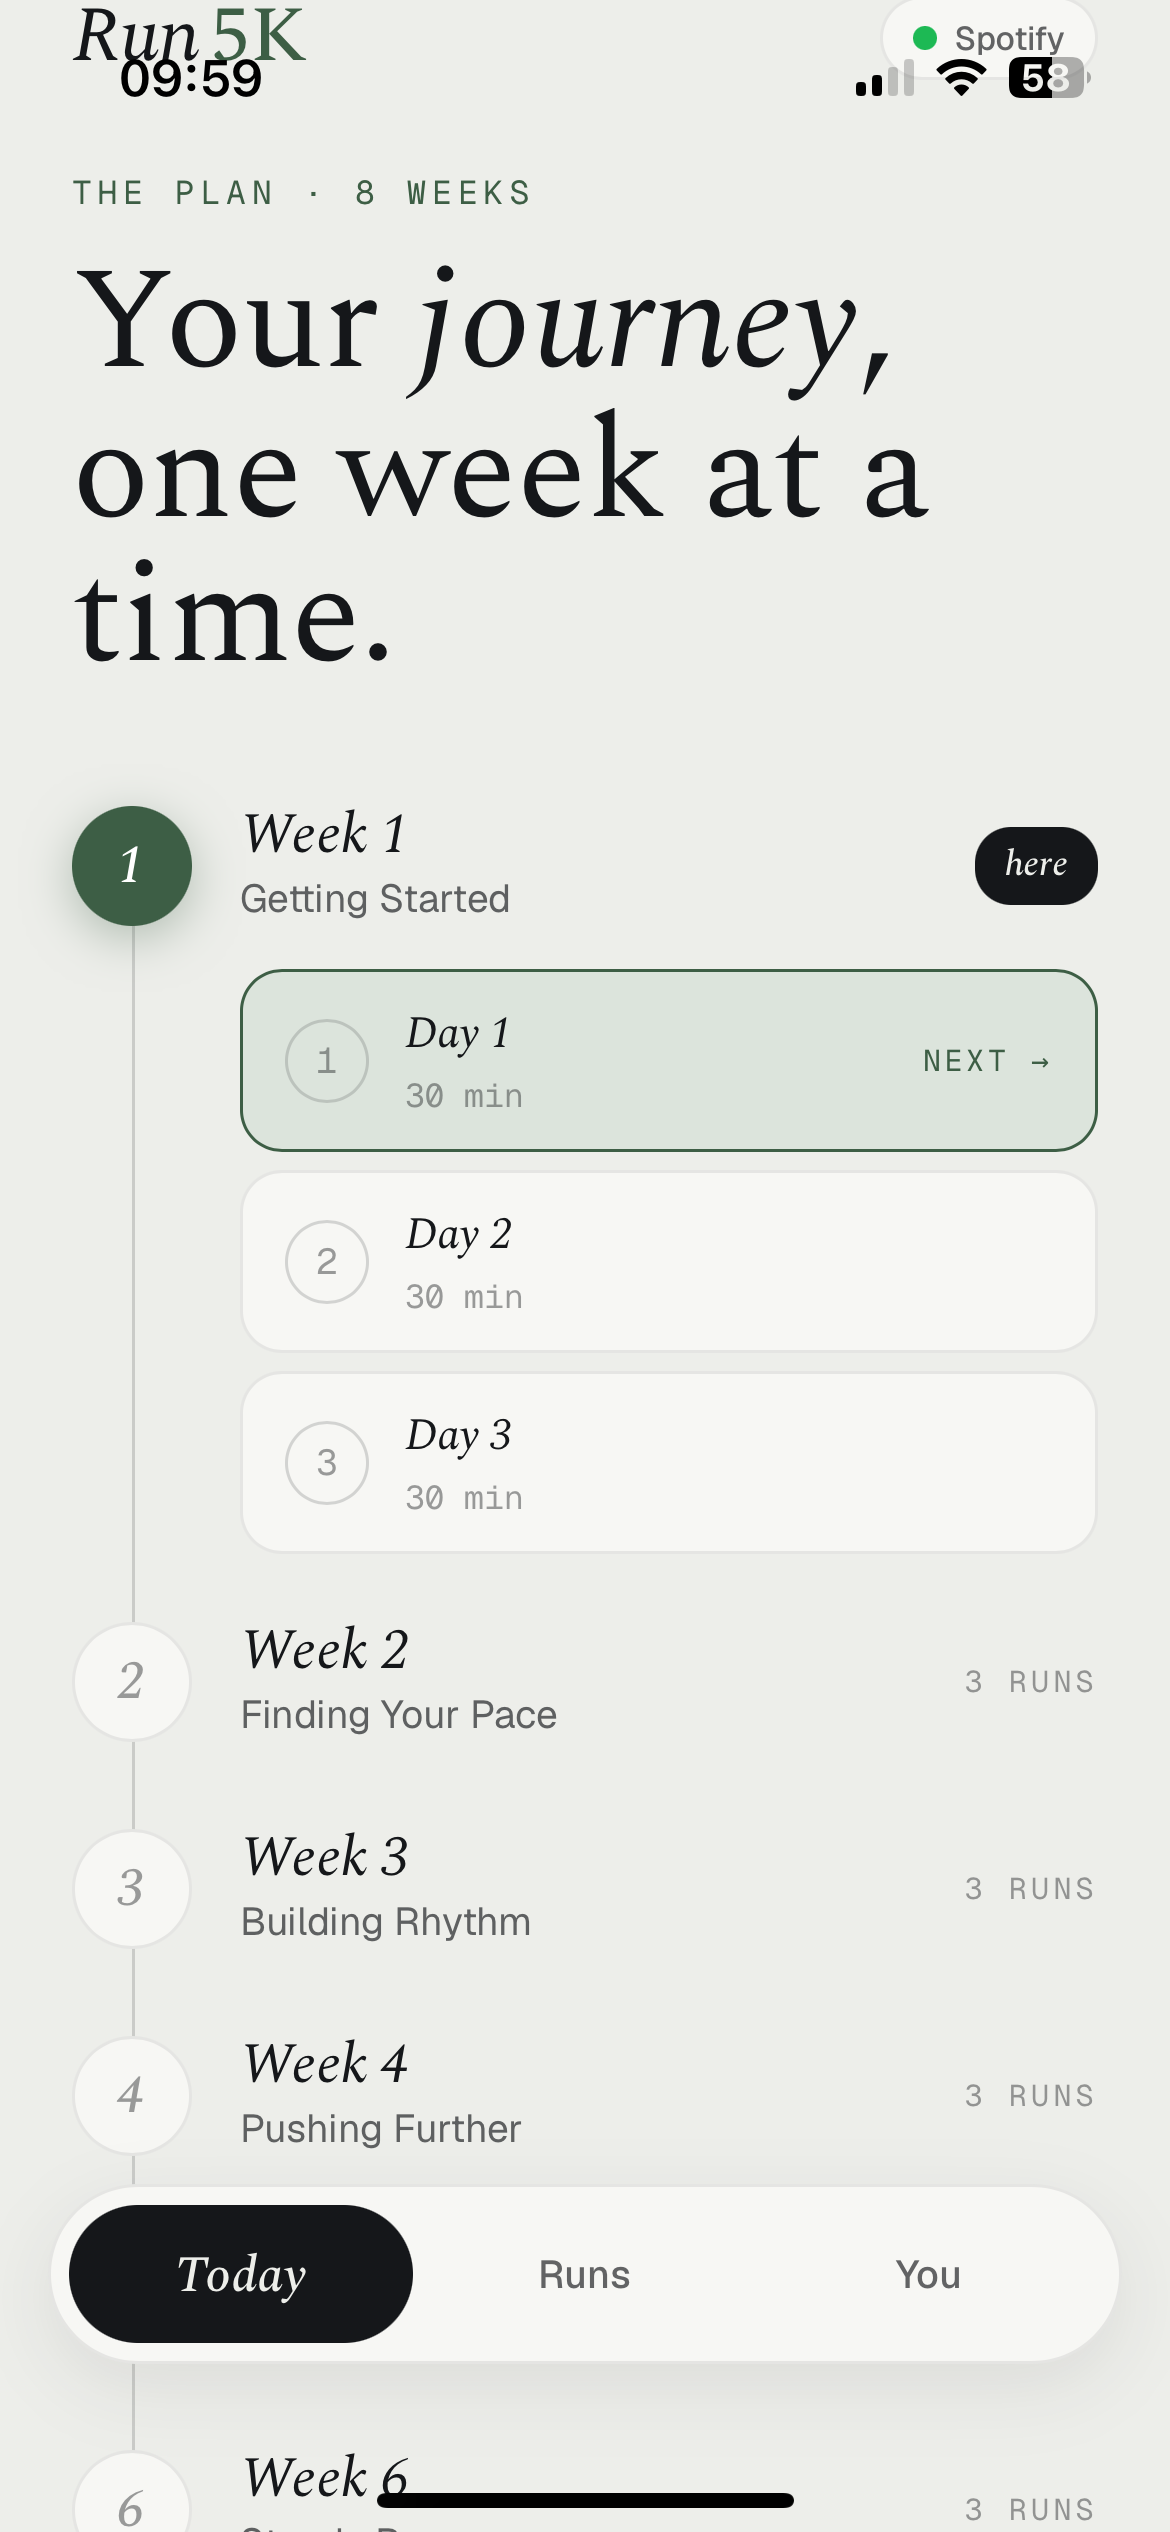 Run 5K
Spotify
09:59
58
THE PLAN · 8 WEEKS
Your journey,
one week at a
time.
1
Week 1
Getting Started
here
1
Day 1
30 min
NEXT →
2
Day 2
30 min
3
Day 3
30 min
2
Week 2
Finding Your Pace
3 RUNS
3
Week 3
Building Rhythm
3 RUNS
4
Week 4
Pushing Further
3 RUNS
Today
Runs
You
6
Week 6
3 RUNS